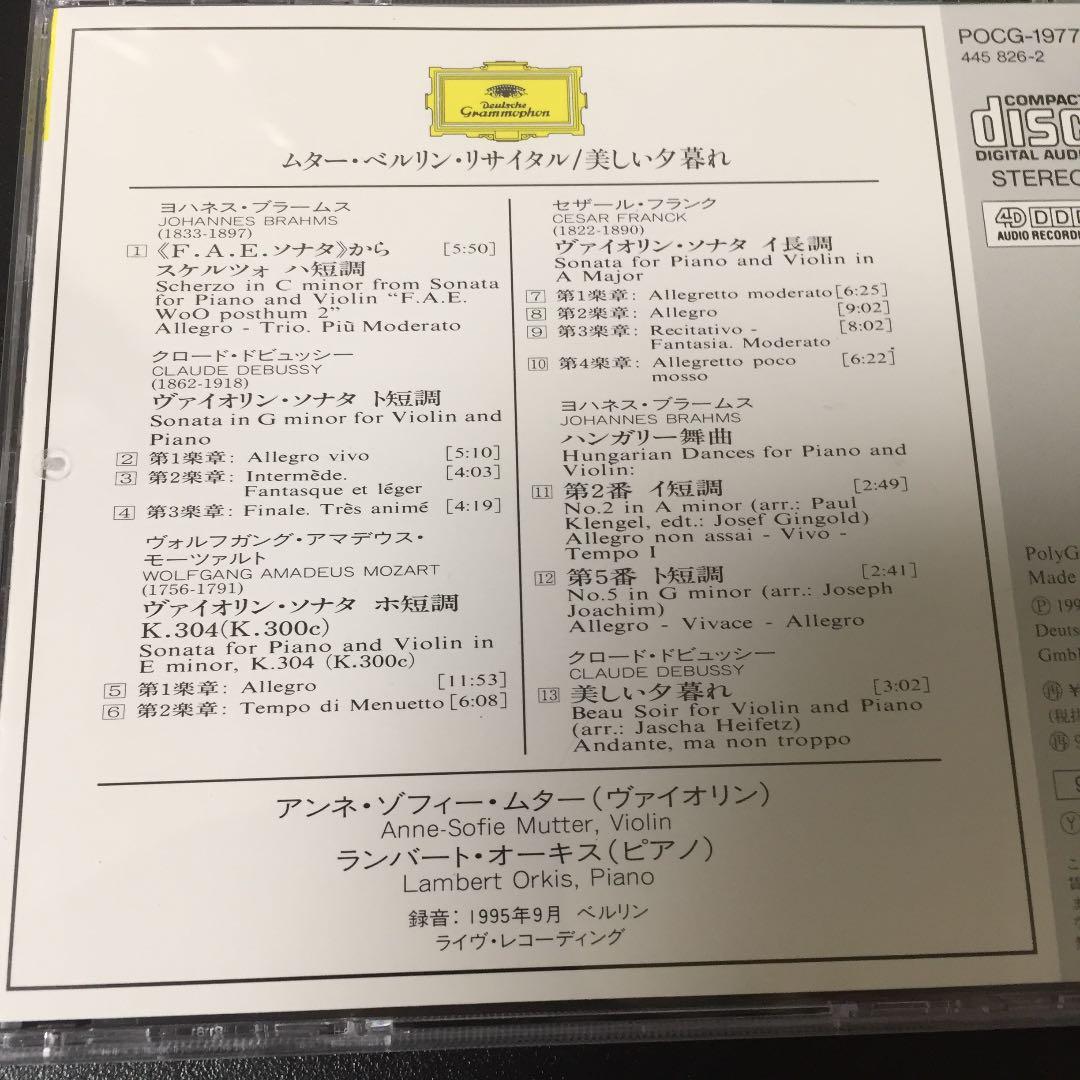 Deutsche
Grammophon
ムター・ベルリン・リサイタル/美しい夕暮れ
ヨハネス・ブラームス
JOHANNES BRAHMS
(1833-1897)
1 《F.A.E.ソナタ》から [5:50]
スケルツォ ハ短調
Scherzo in C minor from Sonata
for Piano and Violin “F.A.E.
WoO posthum 2”
Allegro - Trio. Più Moderato
クロード・ドビュッシー
CLAUDE DEBUSSY
(1862-1918)
ヴァイオリン・ソナタ ト短調
Sonata in G minor for Violin and
Piano
2 第1楽章: Allegro vivo [5:10]
3 第2楽章: Intermède. [4:03]
Fantasque et léger
4 第3楽章: Finale. Très animé [4:19]
ヴォルフガング・アマデウス・
モーツァルト
WOLFGANG AMADEUS MOZART
(1756-1791)
ヴァイオリン・ソナタ ホ短調
K.304(K.300c)
Sonata for Piano and Violin in
E minor, K.304 (K.300c)
5 第1楽章: Allegro [11:53]
6 第2楽章: Tempo di Menuetto [6:08]
セザール・フランク
CESAR FRANCK
(1822-1890)
ヴァイオリン・ソナタ イ長調
Sonata for Piano and Violin in
A Major
7 第1楽章: Allegretto moderato [6:25]
8 第2楽章: Allegro [9:02]
9 第3楽章: Recitativo - [8:02]
Fantasia. Moderato
10 第4楽章: Allegretto poco [6:22]
mosso
ヨハネス・ブラームス
JOHANNES BRAHMS
ハンガリー舞曲
Hungarian Dances for Piano and
Violin:
11 第2番 イ短調 [2:49]
No.2 in A minor (arr.: Paul
Klengel, edt.: Josef Gingold)
Allegro non assai - Vivo -
Tempo I
12 第5番 ト短調 [2:41]
No.5 in G minor (arr.: Joseph
Joachim)
Allegro - Vivace - Allegro
クロード・ドビュッシー
CLAUDE DEBUSSY
13 美しい夕暮れ [3:02]
Beau Soir for Violin and Piano
(arr.: Jascha Heifetz)
Andante, ma non troppo
アンネ・ゾフィー・ムター(ヴァイオリン)
Anne-Sofie Mutter, Violin
ランバート・オーキス(ピアノ)
Lambert Orkis, Piano
録音: 1995年9月 ベルリン
ライヴ・レコーディング
POCG-1977
445 826-2
COMPACT
disc
DIGITAL AUDIO
STEREO
4D DDD
AUDIO RECORDING
PolyG
Made
Ⓟ 199
Deuts
GmbH
再 ¥
(税抜
再 9
Y